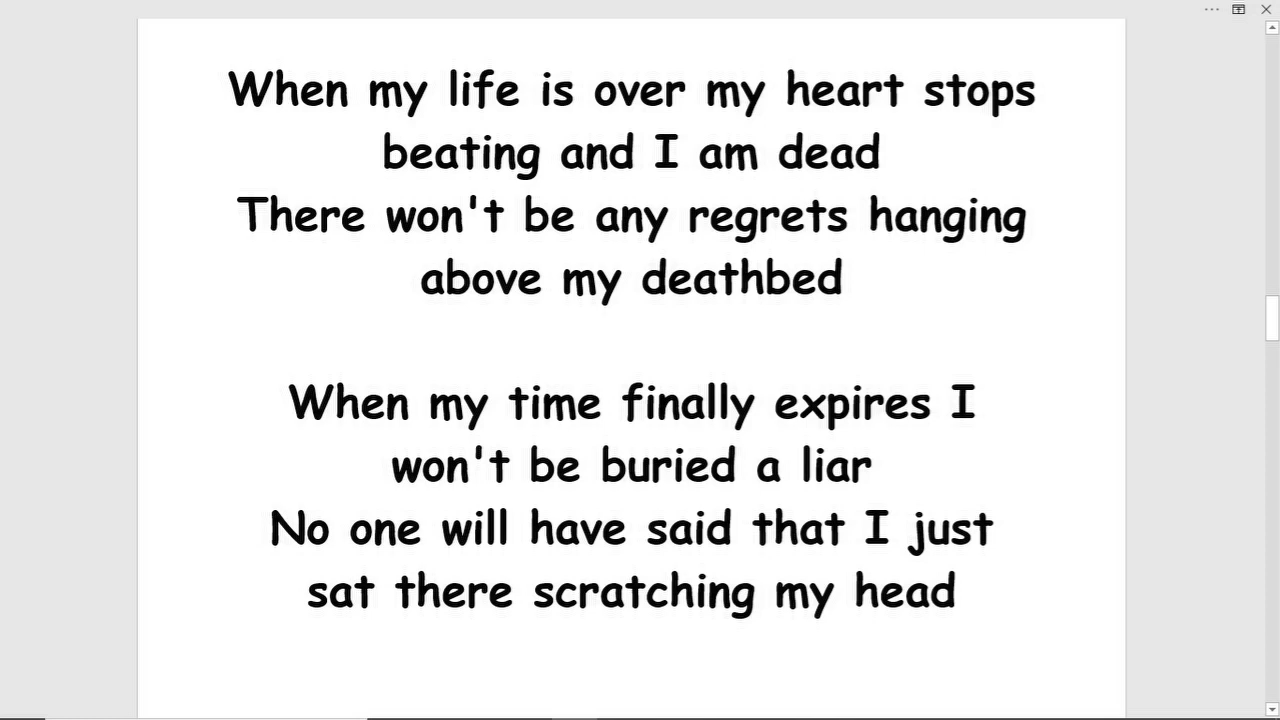 When my life is over my heart stops
beating and I am dead
There won't be any regrets hanging
above my deathbed
When my time finally expires I
won't be buried a liar
No one will have said that I just
sat there scratching my head